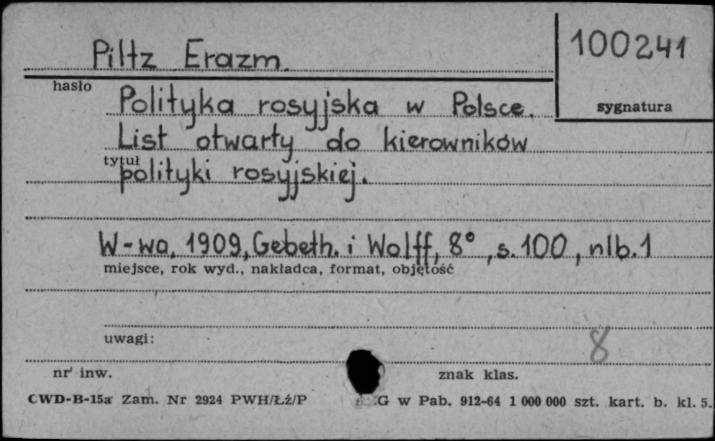 Piltz Erazm.
100241
hasło
sygnatura
Polityka rosyjska w Polsce.
List otwarty do kierowników
tytuł
polityki rosyjskiej.
W-wa, 1909, Gebeth. i Wolff, 8°, s. 100, nlb. 1
miejsce, rok wyd., nakładca, format, objętość
uwagi:
8
nr inw.
znak klas.
CWD-B-15a Zam. Nr 2924 PWH/Łż/P
G w Pab. 912-64 1 000 000 szt. kart. b. kl. 5.